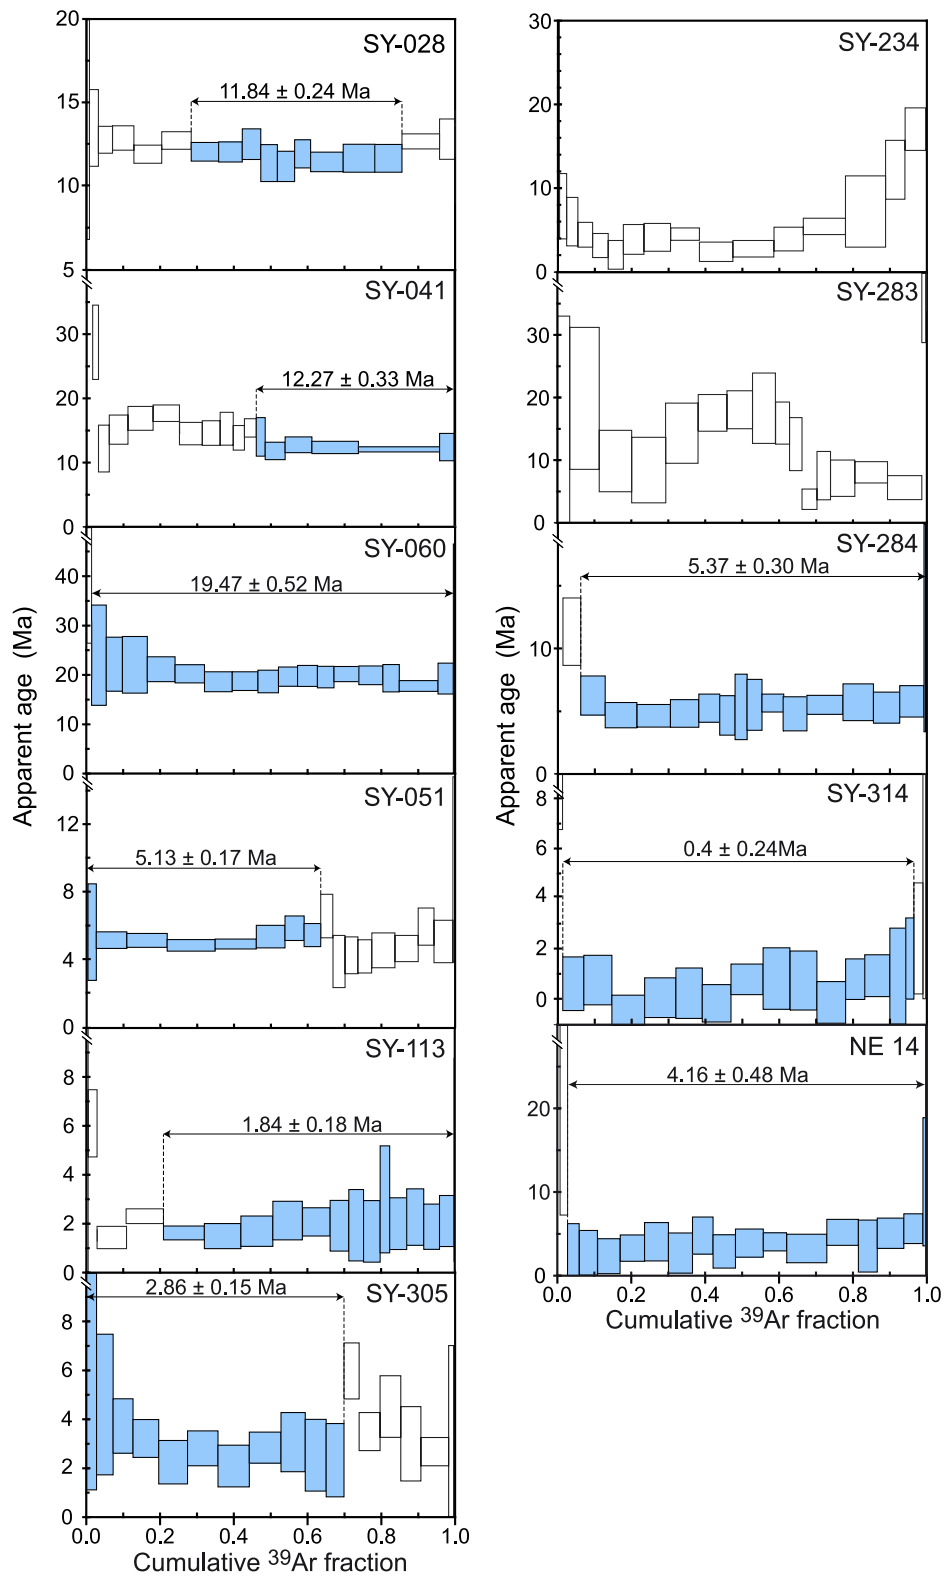 20
15
10
5
SY-028
11.84 ± 0.24 Ma
30
20
10
0
SY-041
12.27 ± 0.33 Ma
40
30
20
10
0
SY-060
19.47 ± 0.52 Ma
12
8
4
0
SY-051
5.13 ± 0.17 Ma
8
6
4
2
0
SY-113
1.84 ± 0.18 Ma
8
6
4
2
0
SY-305
2.86 ± 0.15 Ma
0.0 0.2 0.4 0.6 0.8 1.0
Cumulative ³⁹Ar fraction
Apparent age (Ma)
30
20
10
0
SY-234
30
20
10
0
SY-283
10
0
SY-284
5.37 ± 0.30 Ma
8
6
4
2
0
SY-314
0.4 ± 0.24Ma
20
10
0
NE 14
4.16 ± 0.48 Ma
0.0 0.2 0.4 0.6 0.8 1.0
Cumulative ³⁹Ar fraction
Apparent age (Ma)